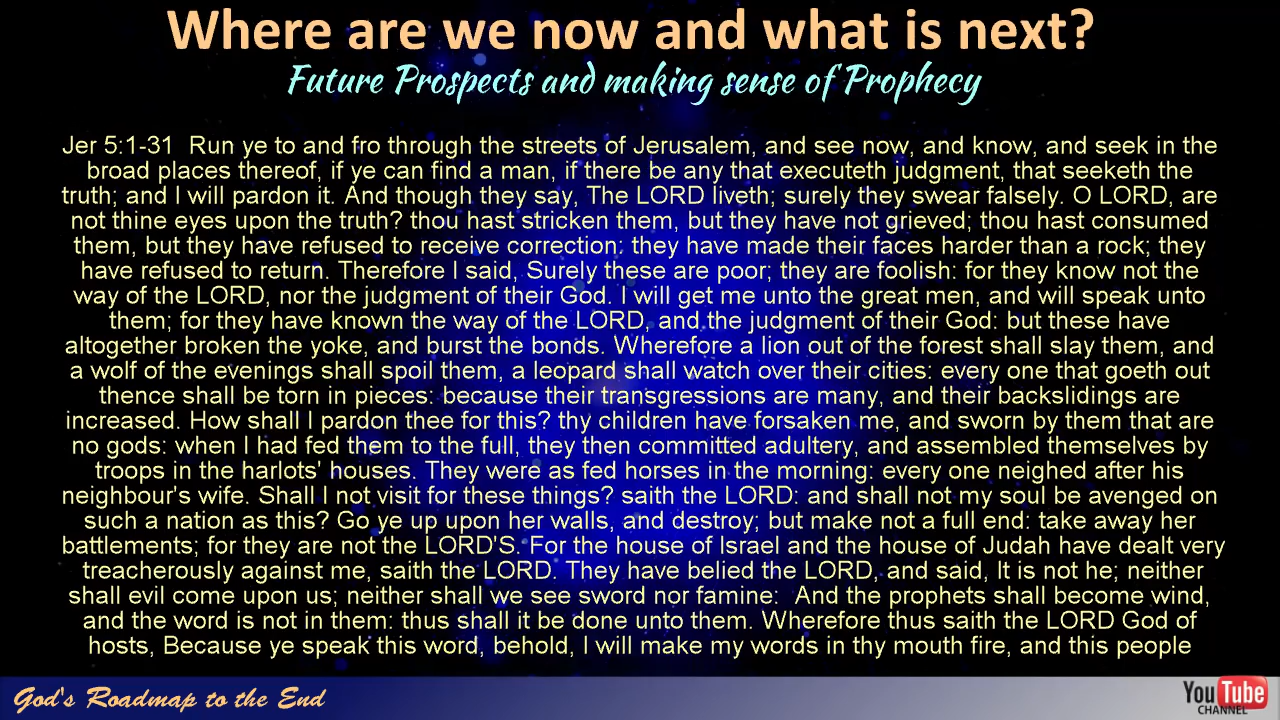 Where are we now and what is next?
Future Prospects and making sense of Prophecy
Jer 5:1-31  Run ye to and fro through the streets of Jerusalem, and see now, and know, and seek in the
broad places thereof, if ye can find a man, if there be any that executeth judgment, that seeketh the
truth; and I will pardon it. And though they say, The LORD liveth; surely they swear falsely. O LORD, are
not thine eyes upon the truth? thou hast stricken them, but they have not grieved; thou hast consumed
them, but they have refused to receive correction: they have made their faces harder than a rock; they
have refused to return. Therefore I said, Surely these are poor; they are foolish: for they know not the
way of the LORD, nor the judgment of their God. I will get me unto the great men, and will speak unto
them; for they have known the way of the LORD, and the judgment of their God: but these have
altogether broken the yoke, and burst the bonds. Wherefore a lion out of the forest shall slay them, and
a wolf of the evenings shall spoil them, a leopard shall watch over their cities: every one that goeth out
thence shall be torn in pieces: because their transgressions are many, and their backslidings are
increased. How shall I pardon thee for this? thy children have forsaken me, and sworn by them that are
no gods: when I had fed them to the full, they then committed adultery, and assembled themselves by
troops in the harlots' houses. They were as fed horses in the morning: every one neighed after his
neighbour's wife. Shall I not visit for these things? saith the LORD: and shall not my soul be avenged on
such a nation as this? Go ye up upon her walls, and destroy; but make not a full end: take away her
battlements; for they are not the LORD'S. For the house of Israel and the house of Judah have dealt very
treacherously against me, saith the LORD. They have belied the LORD, and said, It is not he; neither
shall evil come upon us; neither shall we see sword nor famine:  And the prophets shall become wind,
and the word is not in them: thus shall it be done unto them. Wherefore thus saith the LORD God of
hosts, Because ye speak this word, behold, I will make my words in thy mouth fire, and this people
God's Roadmap to the End
YouTube
CHANNEL